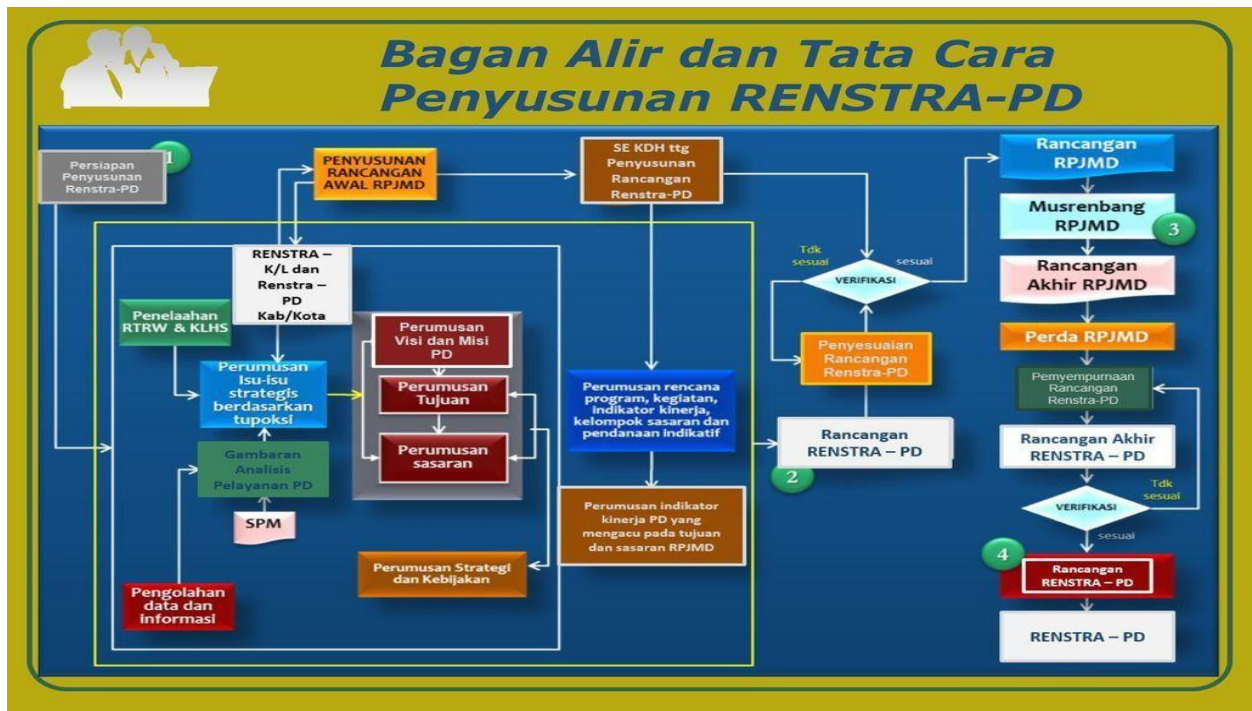 Bagan Alir dan Tata Cara
Penyusunan RENSTRA-PD
Persiapan
Penyusunan
Renstra-PD
1
PENYUSUNAN
RANCANGAN
AWAL RPJMD
SE KDH ttg
Penyusunan
Rancangan
Renstra-PD
RENSTRA –
K/L dan
Renstra –
PD
Kab/Kota
Penelaahan
RTRW & KLHS
Perumusan
Isu-isu
strategis
berdasarkan
tupoksi
Gambaran
Analisis
Pelayanan PD
SPM
Pengolahan
data dan
informasi
Perumusan
Visi dan Misi
PD
Perumusan
Tujuan
Perumusan
sasaran
Perumusan Strategi
dan Kebijakan
Perumusan rencana
program, kegiatan,
indikator kinerja,
kelompok sasaran dan
pendanaan indikatif
Perumusan indikator
kinerja PD yang
mengacu pada tujuan
dan sasaran RPJMD
Tdk
sesuai
sesuai
VERIFIKASI
Penyesuaian
Rancangan
Renstra-PD
Rancangan
RENSTRA – PD
2
Rancangan
RPJMD
Musrenbang
RPJMD
3
Rancangan
Akhir RPJMD
Perda RPJMD
Pemyempurnaan
Rancangan
Renstra-PD
Rancangan Akhir
RENSTRA – PD
Tdk
sesuai
VERIFIKASI
sesuai
4
Rancangan
RENSTRA – PD
RENSTRA – PD